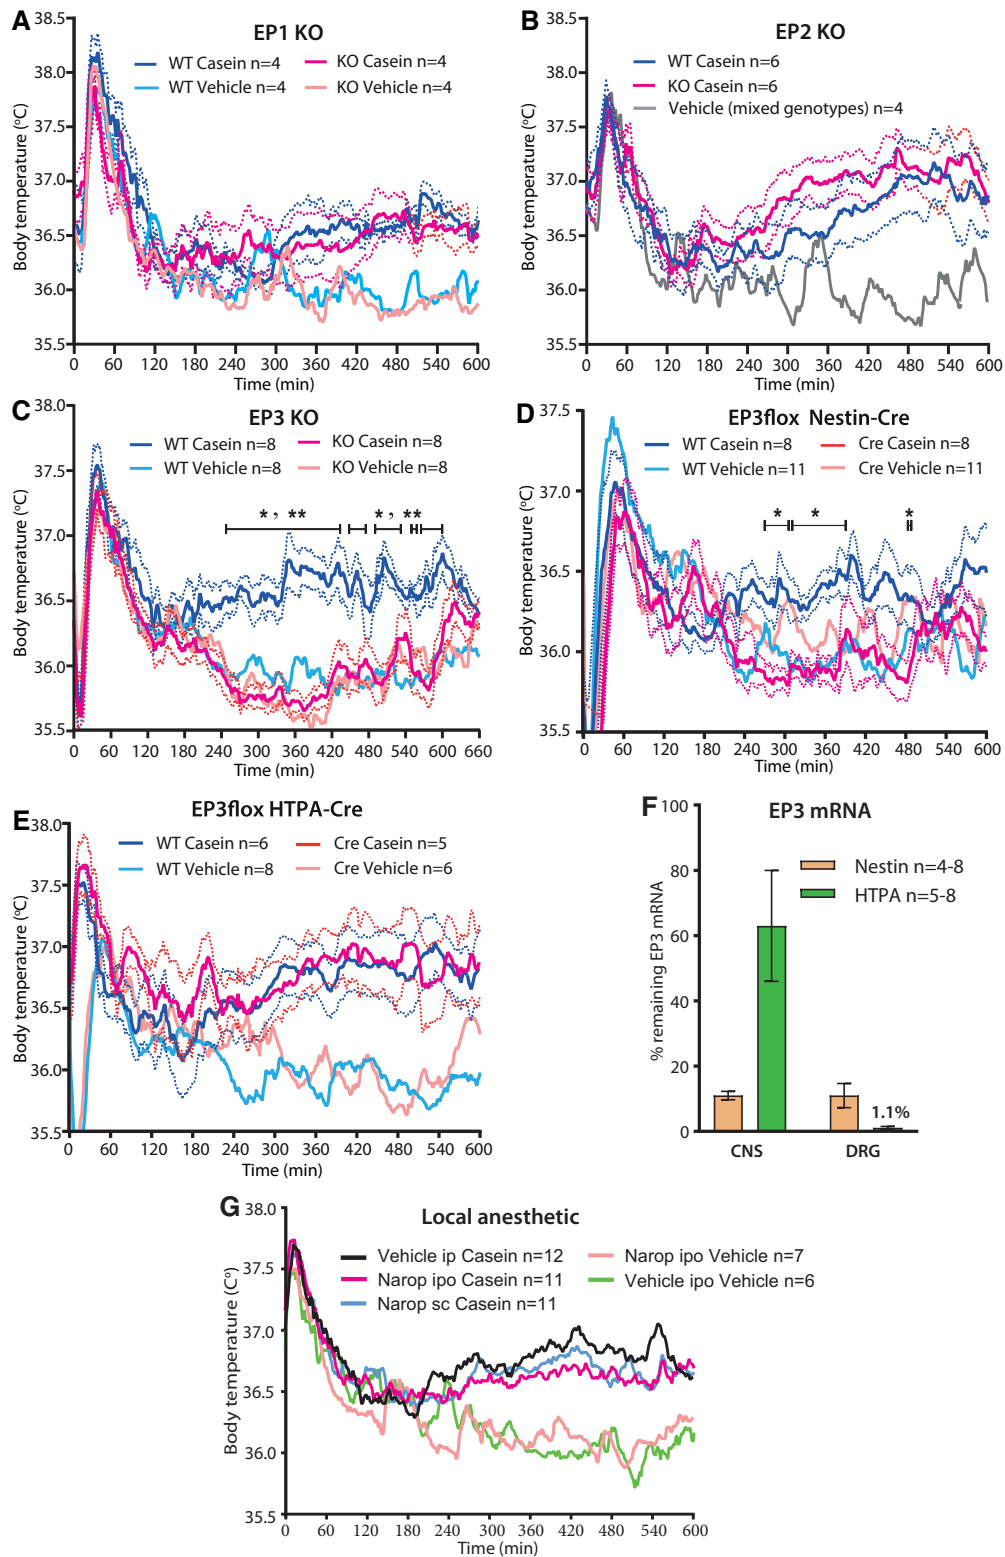 A
EP1 KO
WT Casein n=4
KO Casein n=4
WT Vehicle n=4
KO Vehicle n=4
Body temperature (°C)
38.5
38.0
37.5
37.0
36.5
36.0
35.5
0 60 120 180 240 300 360 420 480 540 600
Time (min)
B
EP2 KO
WT Casein n=6
KO Casein n=6
Vehicle (mixed genotypes) n=4
Body temperature (°C)
38.5
38.0
37.5
37.0
36.5
36.0
35.5
0 60 120 180 240 300 360 420 480 540 600
Time (min)
C
EP3 KO
WT Casein n=8
KO Casein n=8
WT Vehicle n=8
KO Vehicle n=8
*, ** *, **
Body temperature (°C)
38.0
37.5
37.0
36.5
36.0
35.5
0 60 120 180 240 300 360 420 480 540 600 660
Time (min)
D
EP3flox Nestin-Cre
WT Casein n=8
Cre Casein n=8
WT Vehicle n=11
Cre Vehicle n=11
* * *
Body temperature (°C)
37.5
37.0
36.5
36.0
35.5
0 60 120 180 240 300 360 420 480 540 600
Time (min)
E
EP3flox HTPA-Cre
WT Casein n=6
Cre Casein n=5
WT Vehicle n=8
Cre Vehicle n=6
Body temperature (°C)
38.0
37.5
37.0
36.5
36.0
35.5
0 60 120 180 240 300 360 420 480 540 600
Time (min)
F
EP3 mRNA
Nestin n=4-8
HTPA n=5-8
% remaining EP3 mRNA
100
80
60
40
20
0
1.1%
CNS DRG
G
Local anesthetic
Vehicle ip Casein n=12
Narop ipo Vehicle n=7
Narop ipo Casein n=11
Vehicle ipo Vehicle n=6
Narop sc Casein n=11
Body temperature (C°)
38.0
37.5
37.0
36.5
36.0
35.5
0 60 120 180 240 300 360 420 480 540 600
Time (min)